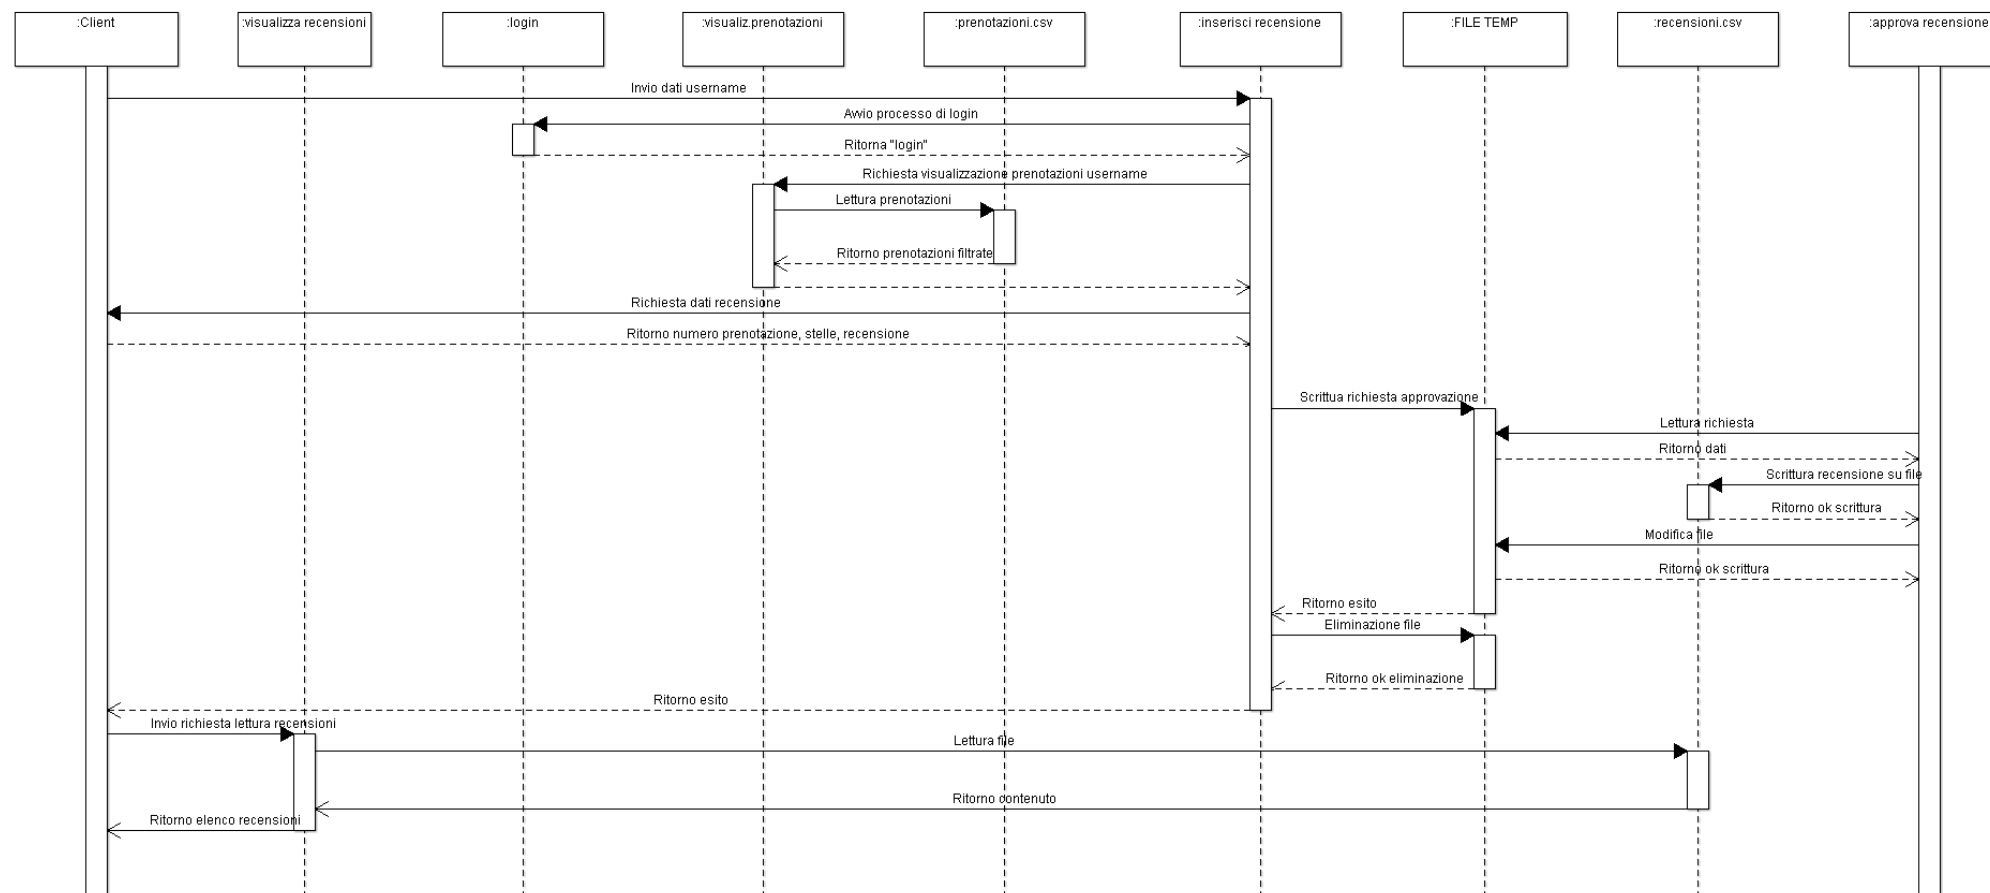 :Client
:visualizza recensioni
:login
:visualiz.prenotazioni
:prenotazioni.csv
:inserisci recensione
:FILE TEMP
:recensioni.csv
:approva recensione
Invio dati username
Avvio processo di login
Ritorna "login"
Richiesta visualizzazione prenotazioni username
Lettura prenotazioni
Ritorno prenotazioni filtrate
Richiesta dati recensione
Ritorno numero prenotazione, stelle, recensione
Scrittua richiesta approvazione
Lettura richiesta
Ritorno dati
Scrittura recensione su file
Ritorno ok scrittura
Modifica file
Ritorno ok scrittura
Ritorno esito
Eliminazione file
Ritorno ok eliminazione
Ritorno esito
Invio richiesta lettura recensioni
Lettura file
Ritorno contenuto
Ritorno elenco recensioni